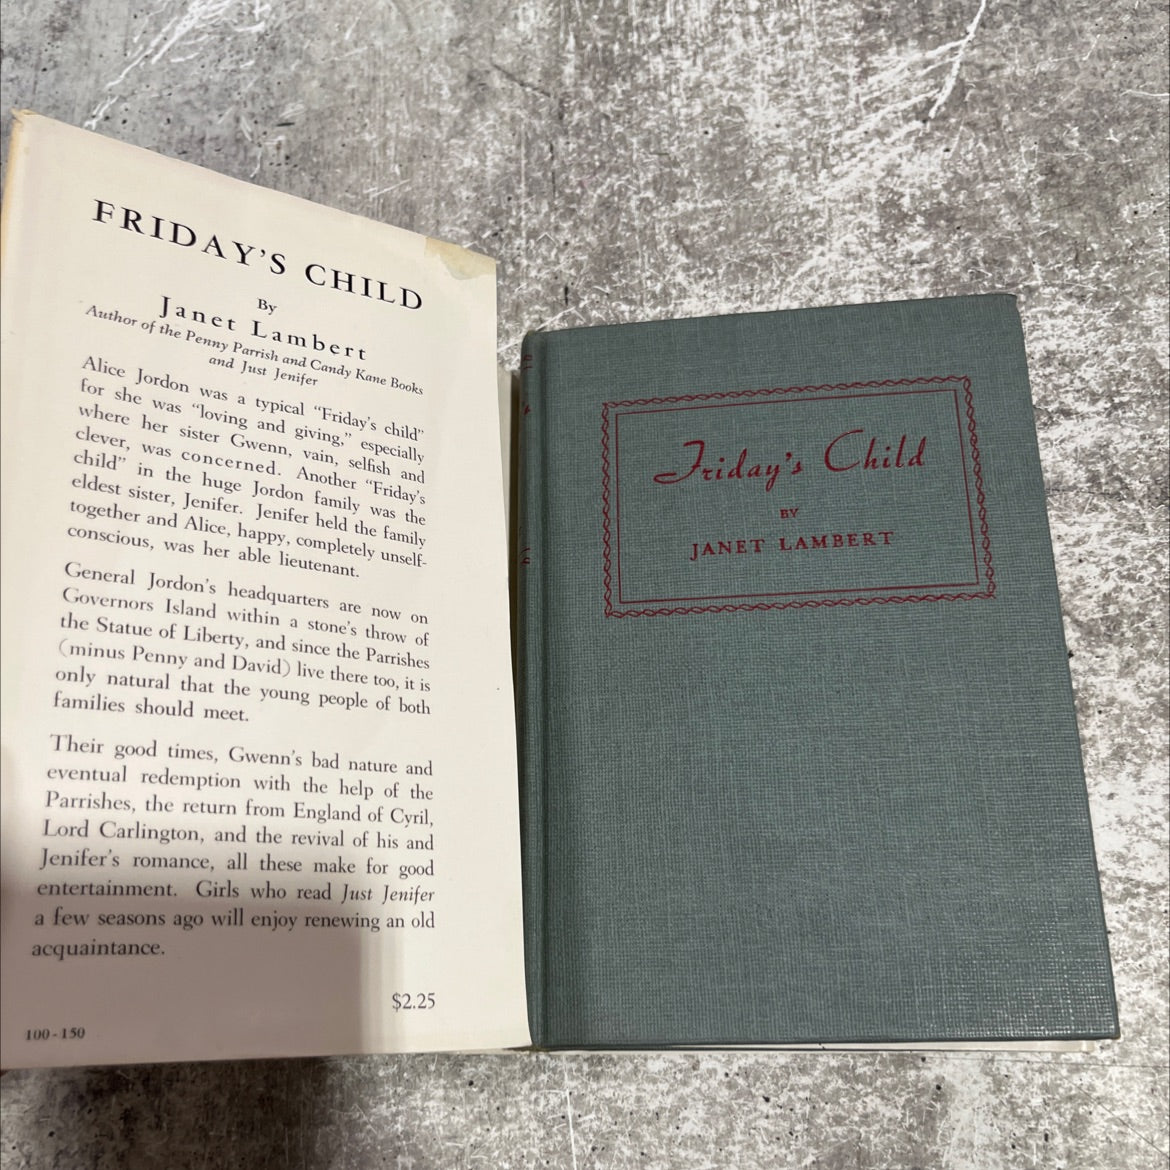 FRIDAY'S CHILD
By
Janet Lambert
Author of the Penny Parrish and Candy Kane Books
and Just Jenifer
Alice Jordon was a typical "Friday's child"
for she was "loving and giving," especially
where her sister Gwenn, vain, selfish and
clever, was concerned. Another "Friday's
child" in the huge Jordon family was the
eldest sister, Jenifer. Jenifer held the family
together and Alice, happy, completely unself-
conscious, was her able lieutenant.
General Jordon's headquarters are now on
Governors Island within a stone's throw of
the Statue of Liberty, and since the Parrishes
(minus Penny and David) live there too, it is
only natural that the young people of both
families should meet.
Their good times, Gwenn's bad nature and
eventual redemption with the help of the
Parrishes, the return from England of Cyril,
Lord Carlington, and the revival of his and
Jenifer's romance, all these make for good
entertainment. Girls who read Just Jenifer
a few seasons ago will enjoy renewing an old
acquaintance.
$2.25
100-150
Friday's Child
BY
JANET LAMBERT